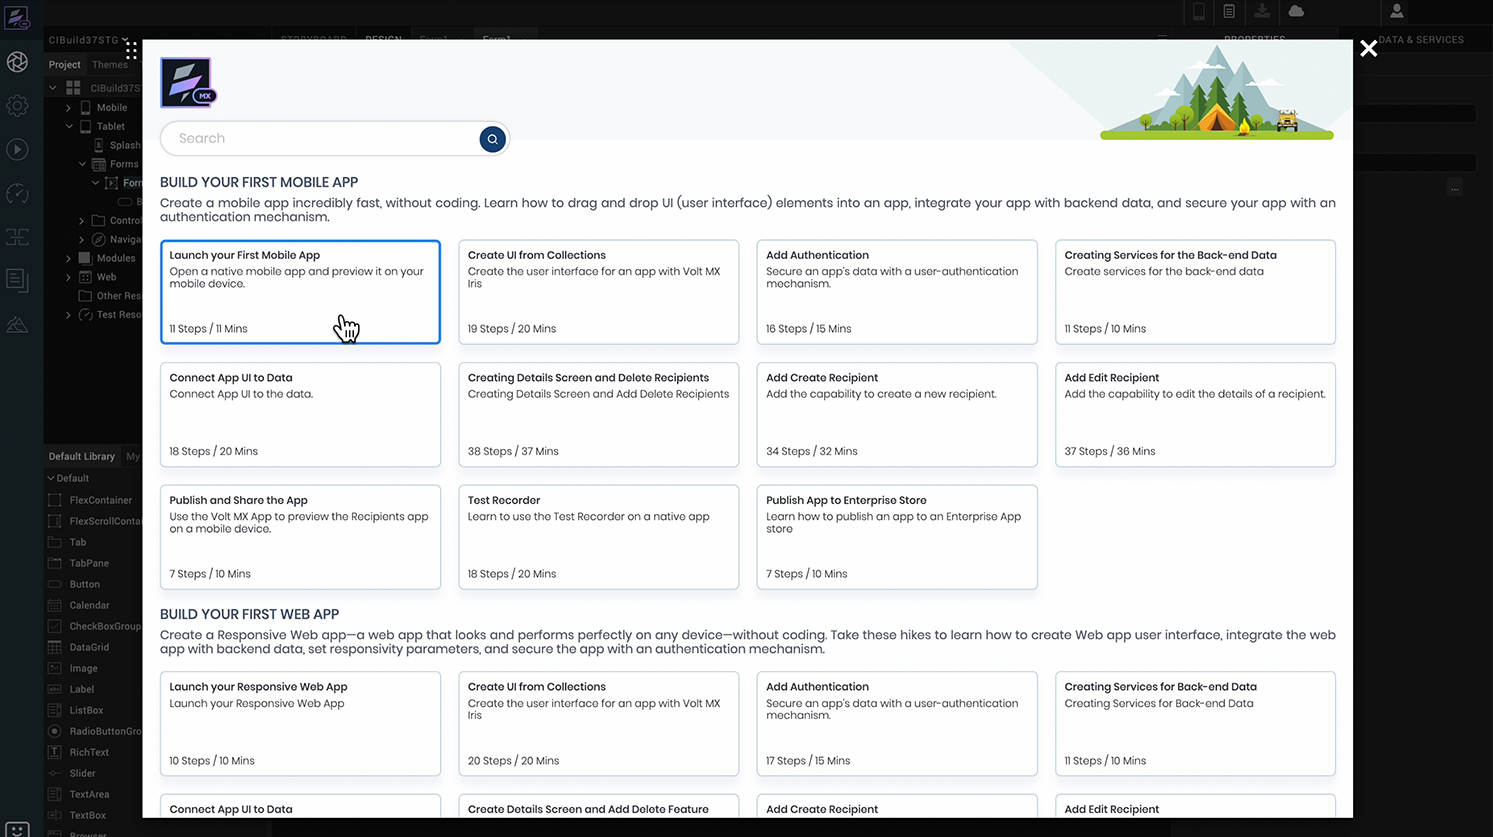 CIBuild37STG
STORYBOARD
DESIGN
Form1
Form1
PROPERTIES
DATA & SERVICES
Project
Themes
CIBuild37S
Mobile
Tablet
Splash
Forms
Form
B
Control
Naviga
Modules
Web
Other Res
Test Reso
Default Library
My
Default
FlexContainer
FlexScrollConta
Tab
TabPane
Button
Calendar
CheckBoxGroup
DataGrid
Image
Label
ListBox
RadioButtonGro
RichText
Slider
TextArea
TextBox
Browser
MX
Search
BUILD YOUR FIRST MOBILE APP
Create a mobile app incredibly fast, without coding. Learn how to drag and drop UI (user interface) elements into an app, integrate your app with backend data, and secure your app with an
authentication mechanism.
Launch your First Mobile App
Open a native mobile app and preview it on your
mobile device.
11 Steps / 11 Mins
Create UI from Collections
Create the user interface for an app with Volt MX
Iris
19 Steps / 20 Mins
Add Authentication
Secure an app's data with a user-authentication
mechanism.
16 Steps / 15 Mins
Creating Services for the Back-end Data
Create services for the back-end data
11 Steps / 10 Mins
Connect App UI to Data
Connect App UI to the data.
18 Steps / 20 Mins
Creating Details Screen and Delete Recipients
Creating Details Screen and Add Delete Recipients
38 Steps / 37 Mins
Add Create Recipient
Add the capability to create a new recipient.
34 Steps / 32 Mins
Add Edit Recipient
Add the capability to edit the details of a recipient.
37 Steps / 36 Mins
Publish and Share the App
Use the Volt MX App to preview the Recipients app
on a mobile device.
7 Steps / 10 Mins
Test Recorder
Learn to use the Test Recorder on a native app
18 Steps / 20 Mins
Publish App to Enterprise Store
Learn how to publish an app to an Enterprise App
store
7 Steps / 10 Mins
BUILD YOUR FIRST WEB APP
Create a Responsive Web app—a web app that looks and performs perfectly on any device—without coding. Take these hikes to learn how to create Web app user interface, integrate the web
app with backend data, set responsivity parameters, and secure the app with an authentication mechanism.
Launch your Responsive Web App
Launch your Responsive Web App
10 Steps / 10 Mins
Create UI from Collections
Create the user interface for an app with Volt MX
Iris
20 Steps / 20 Mins
Add Authentication
Secure an app's data with a user-authentication
mechanism.
17 Steps / 15 Mins
Creating Services for Back-end Data
Creating Services for Back-end Data
11 Steps / 10 Mins
Connect App UI to Data
Create Details Screen and Add Delete Feature
Add Create Recipient
Add Edit Recipient